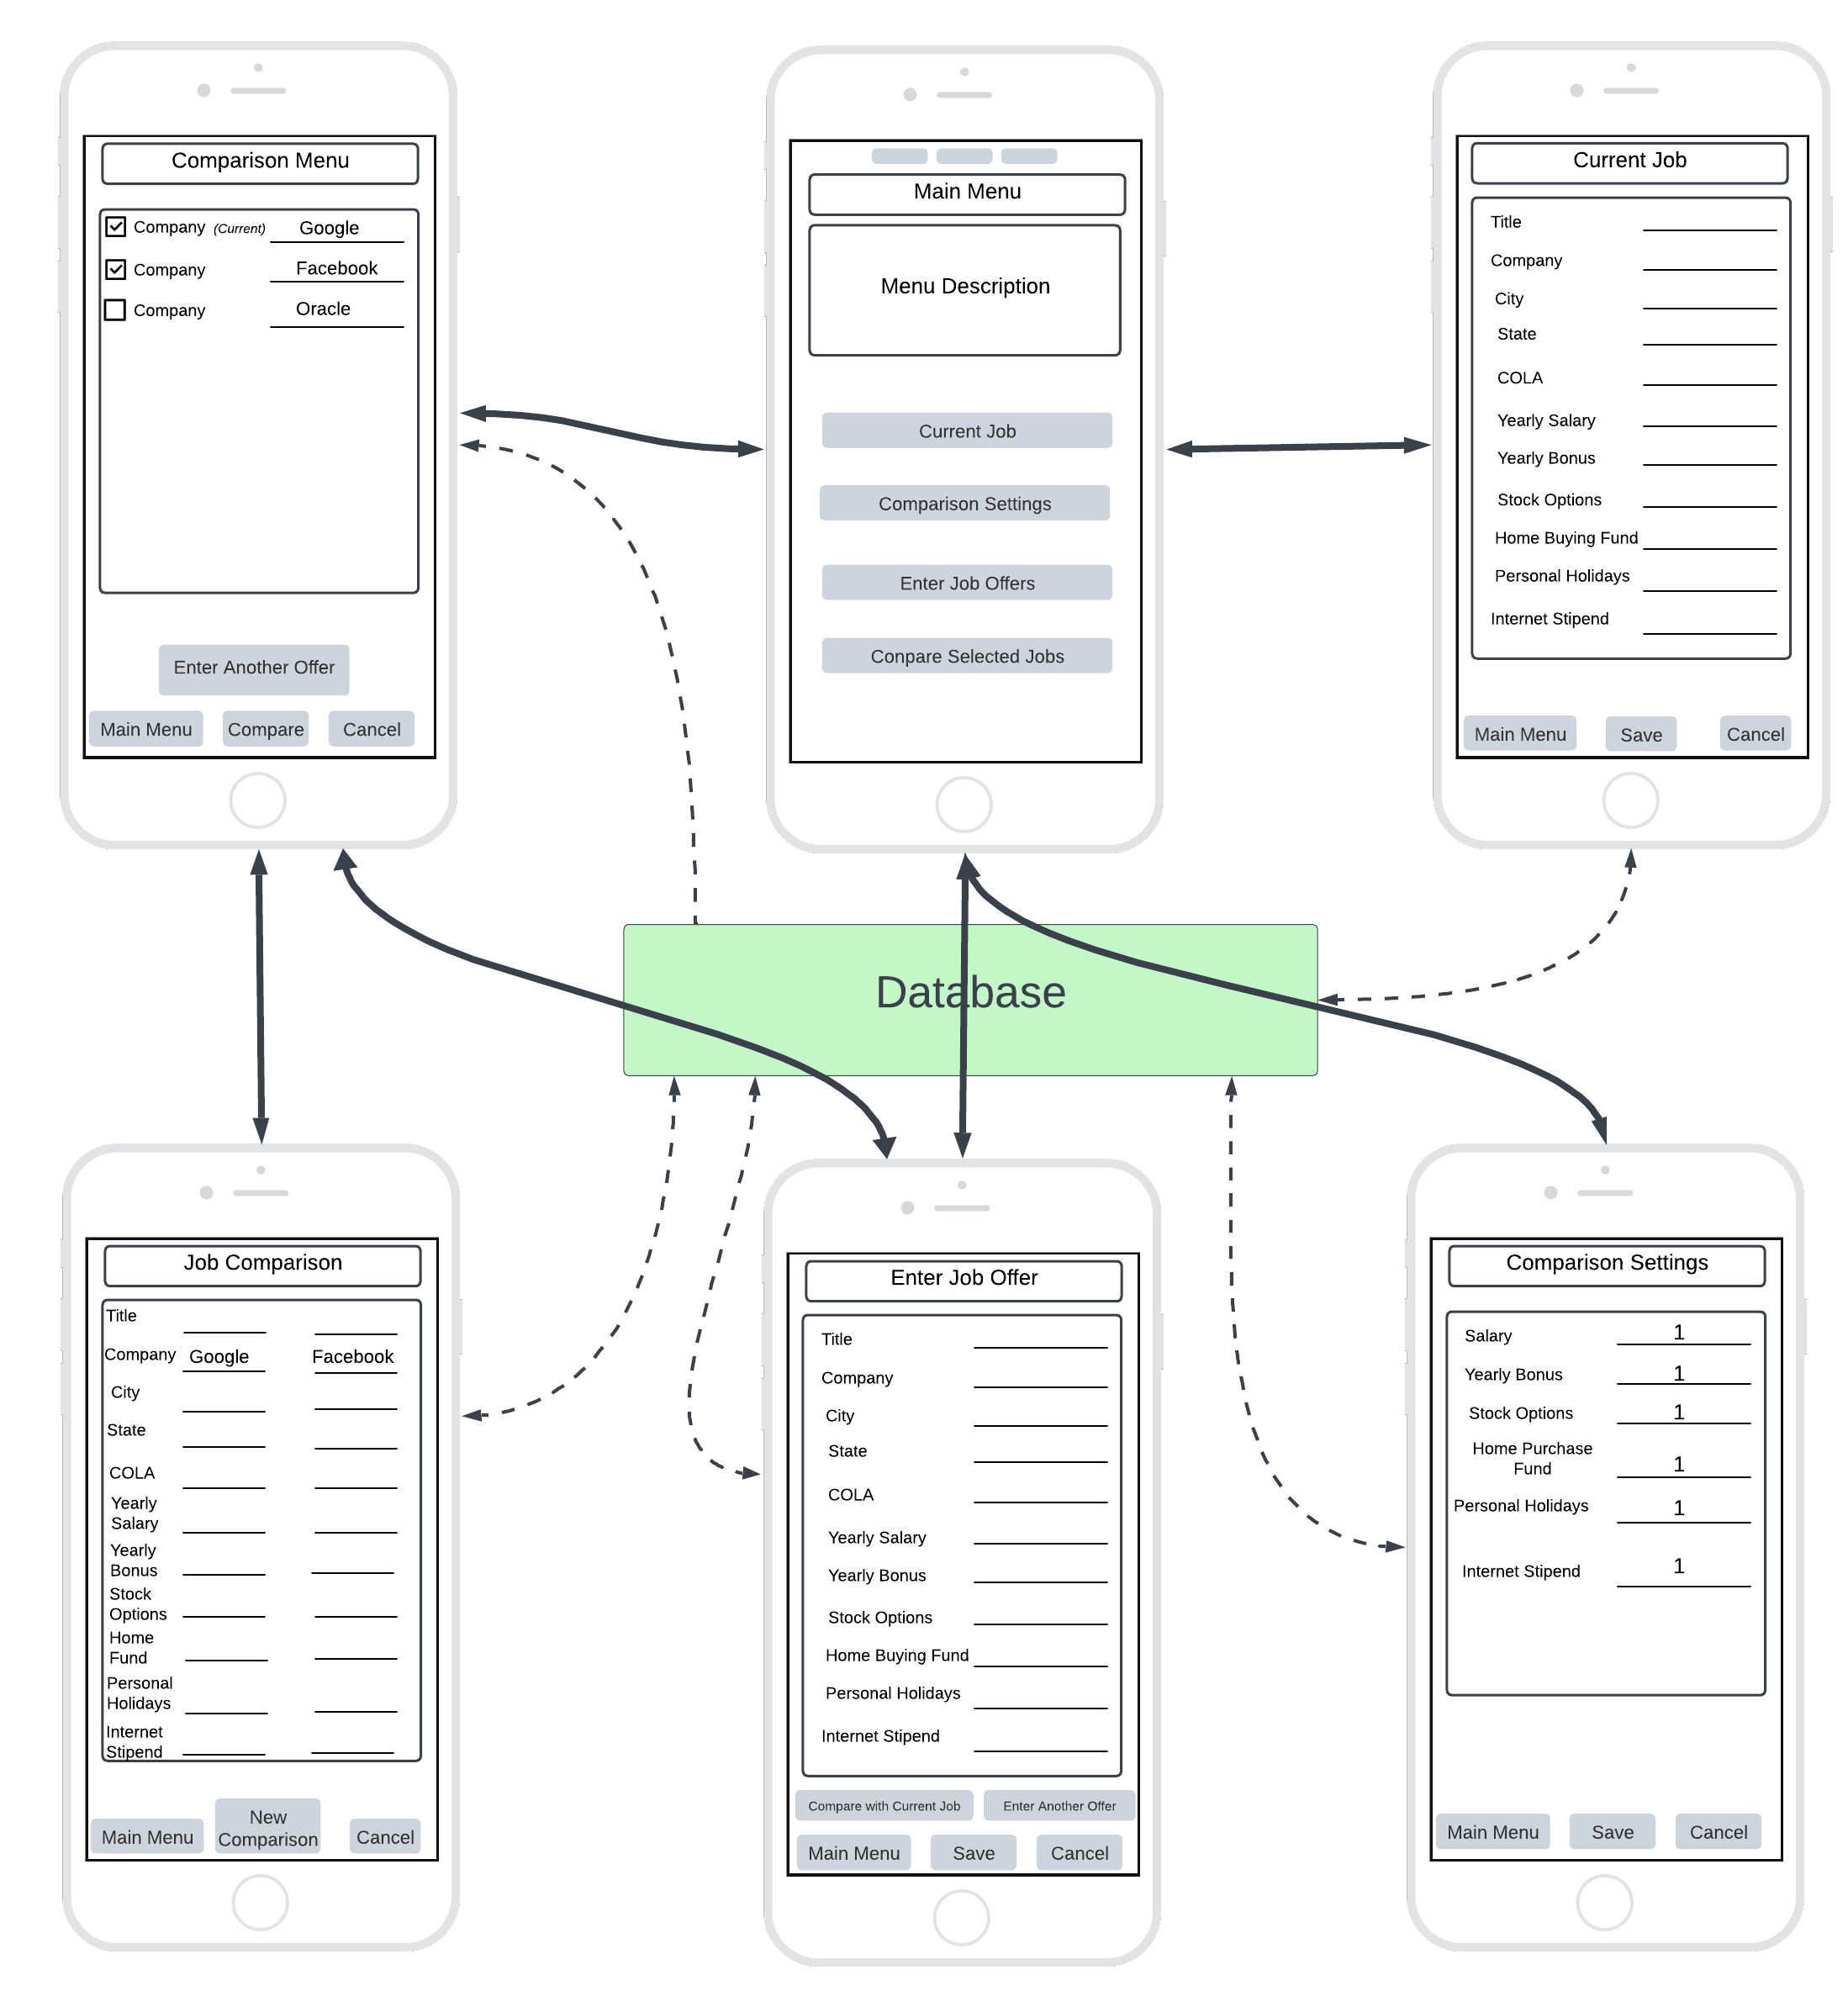 Comparison Menu
Company (Current) Google
Company Facebook
Company Oracle
Enter Another Offer
Main Menu Compare Cancel
Main Menu
Menu Description
Current Job
Comparison Settings
Enter Job Offers
Conpare Selected Jobs
Current Job
Title
Company
City
State
COLA
Yearly Salary
Yearly Bonus
Stock Options
Home Buying Fund
Personal Holidays
Internet Stipend
Main Menu Save Cancel
Database
Job Comparison
Title
Company Google Facebook
City
State
COLA
Yearly
Salary
Yearly
Bonus
Stock
Options
Home
Fund
Personal
Holidays
Internet
Stipend
Main Menu
New
Comparison
Cancel
Enter Job Offer
Title
Company
City
State
COLA
Yearly Salary
Yearly Bonus
Stock Options
Home Buying Fund
Personal Holidays
Internet Stipend
Compare with Current Job Enter Another Offer
Main Menu Save Cancel
Comparison Settings
Salary 1
Yearly Bonus 1
Stock Options 1
Home Purchase
Fund 1
Personal Holidays 1
Internet Stipend 1
Main Menu Save Cancel